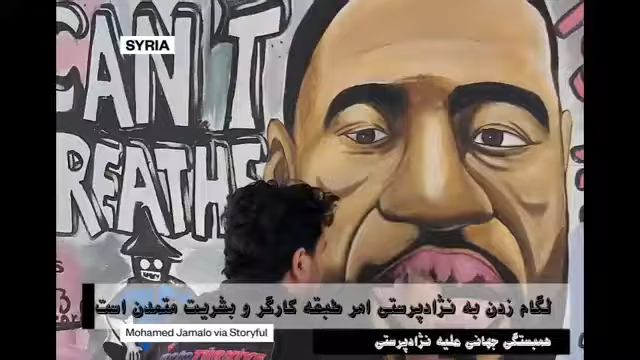 SYRIA
CAN'T
BREATHE
لگام زدن به نژادپرستی امر طبقه کارگر و بشریت متمدن است
Mohamed Jamalo via Storyful
همبستگی جهانی علیه نژادپرستی